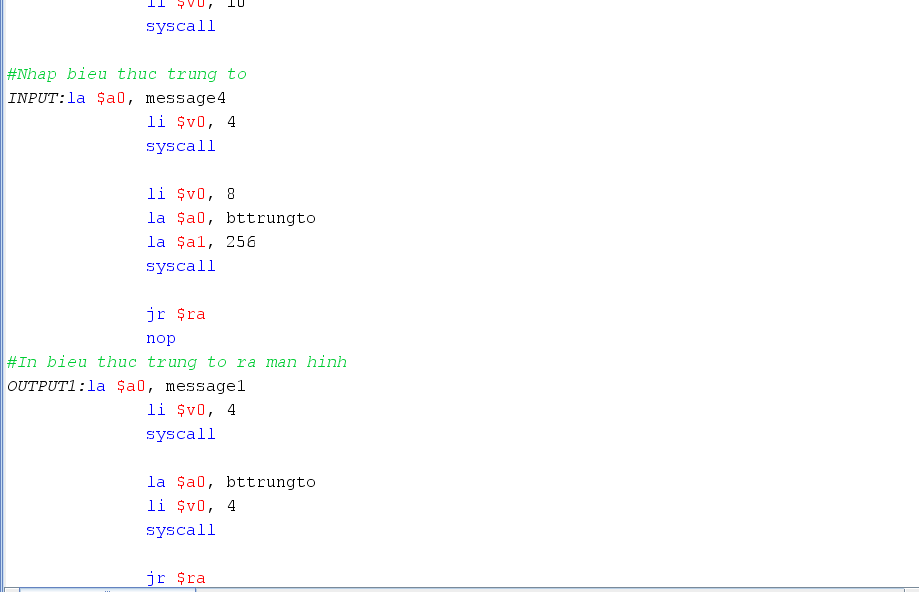 li $v0, 10
syscall
#Nhap bieu thuc trung to
INPUT:la $a0, message4
li $v0, 4
syscall
li $v0, 8
la $a0, bttrungto
la $a1, 256
syscall
jr $ra
nop
#In bieu thuc trung to ra man hinh
OUTPUT1:la $a0, message1
li $v0, 4
syscall
la $a0, bttrungto
li $v0, 4
syscall
jr $ra